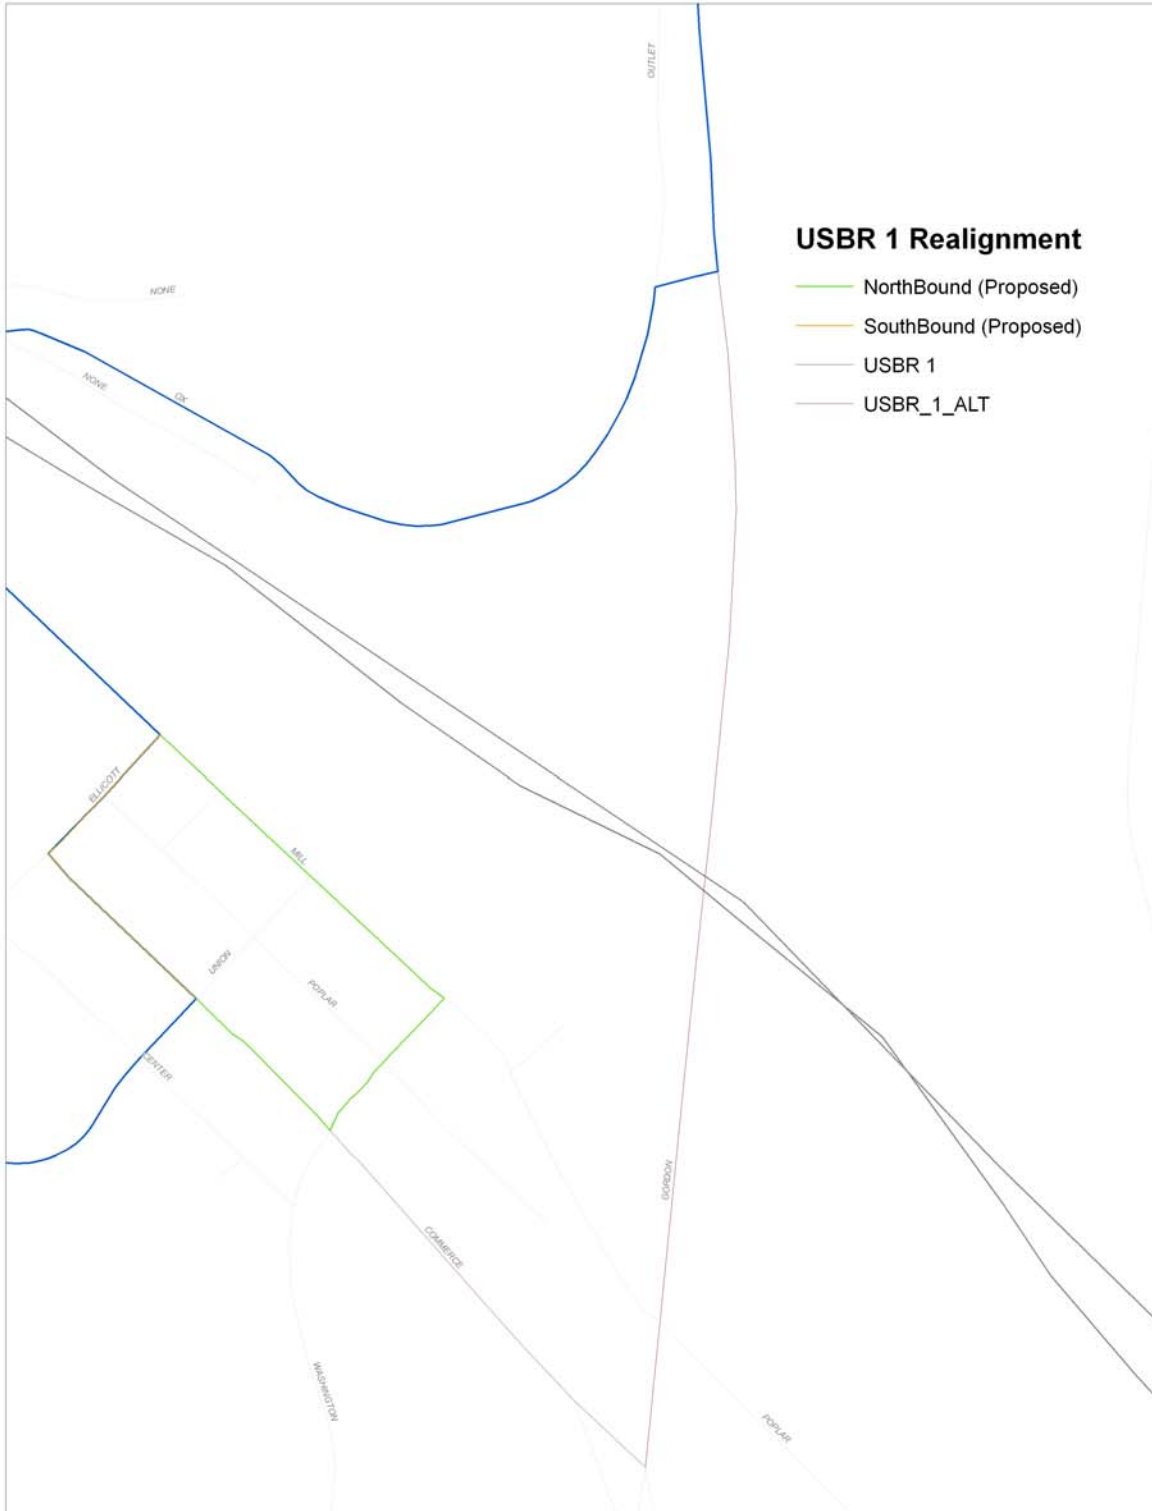 OUTLET
USBR 1 Realignment
NorthBound (Proposed)
NONE
SouthBound (Proposed)
USBR 1
NONE
OX
USBR_1_ALT
ELLICOTT
MILL
UNION
POPLAR
CENTER
GORDON
COMMERCE
WASHINGTON
POPLAR